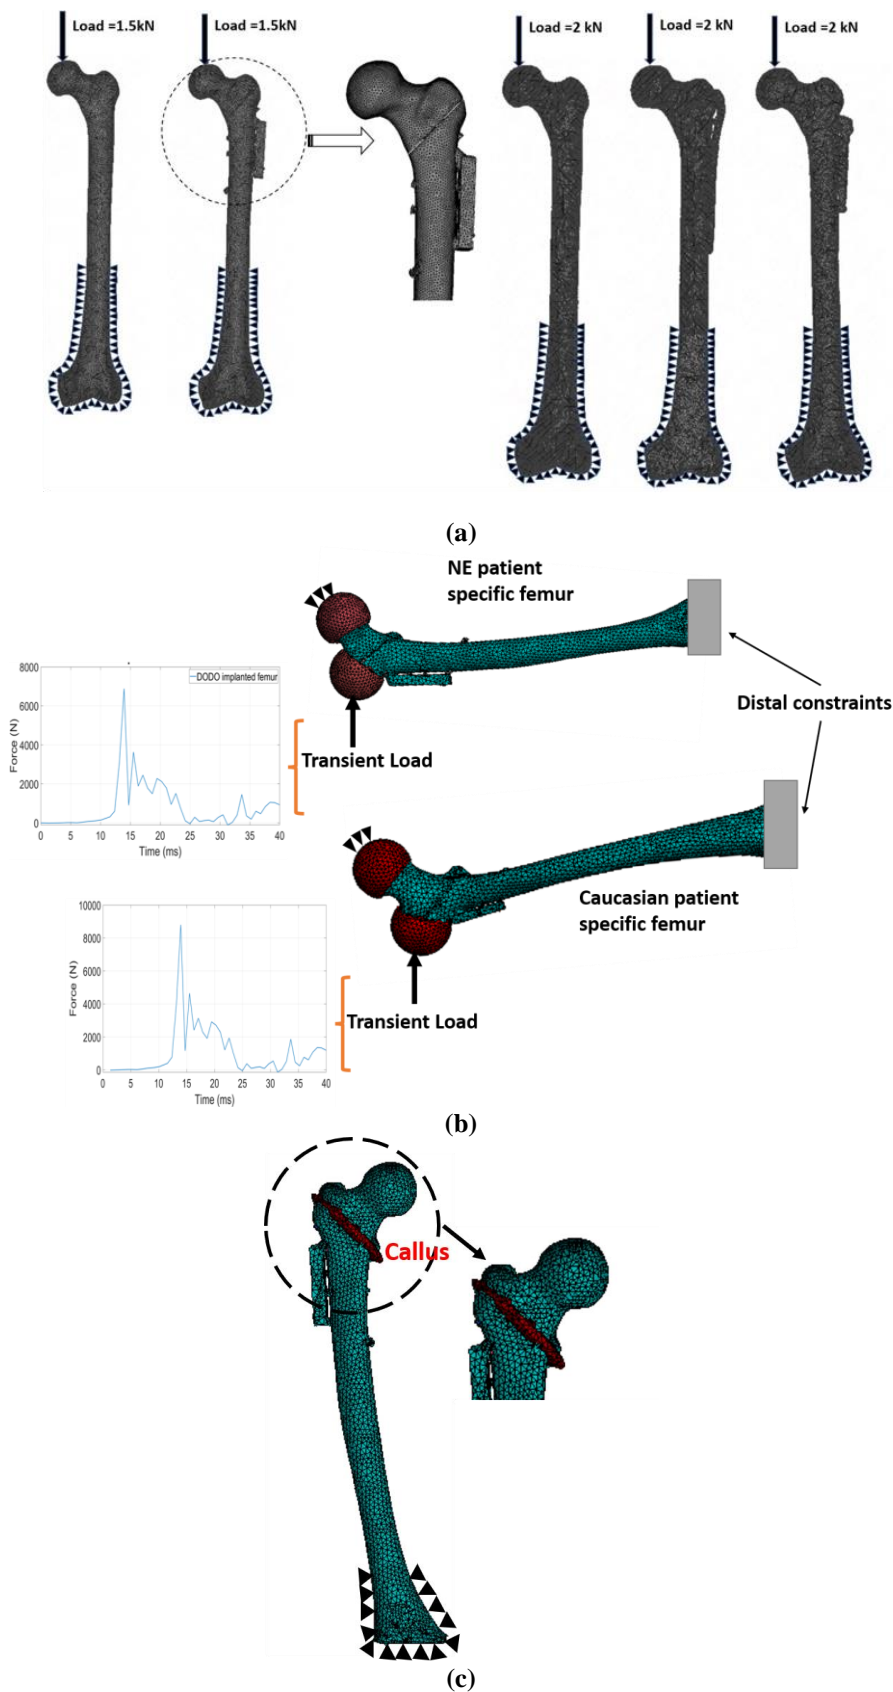 Load =1.5kN
Load =1.5kN
Load =2 kN
Load =2 kN
Load =2 kN
(a)
NE patient
specific femur
Distal constraints
DODO implanted femur
Force (N)
8000
6000
4000
2000
0
0 5 10 15 20 25 30 35 40
Time (ms)
Transient Load
Caucasian patient
specific femur
Force (N)
10000
8000
6000
4000
2000
0
0 5 10 15 20 25 30 35 40
Time (ms)
Transient Load
(b)
Callus
(c)